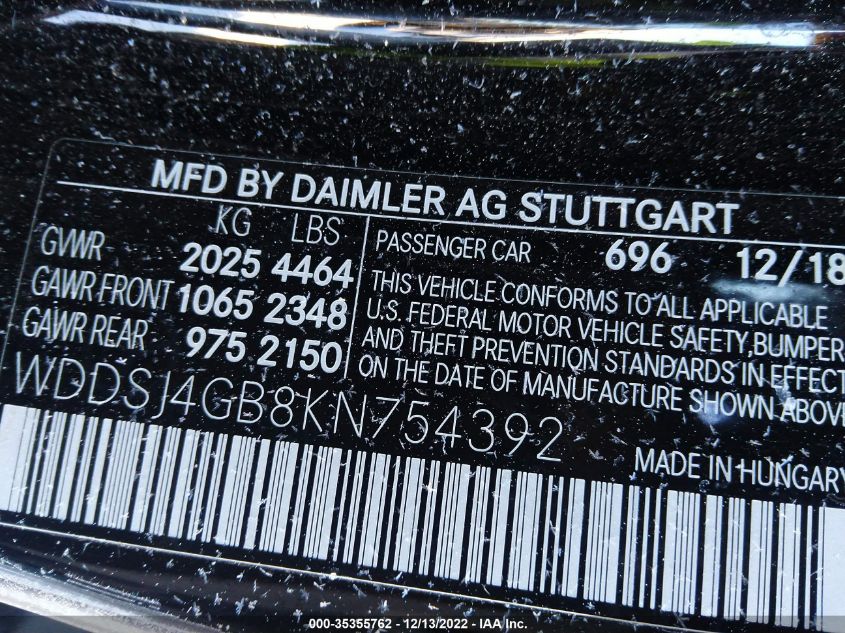 MFD BY DAIMLER AG STUTTGART
KG LBS
GVWR 2025 4464
GAWR FRONT 1065 2348
GAWR REAR 975 2150
PASSENGER CAR 696 12/18
THIS VEHICLE CONFORMS TO ALL APPLICABLE
U.S. FEDERAL MOTOR VEHICLE SAFETY, BUMPER
AND THEFT PREVENTION STANDARDS IN EFFECT
ON THE DATE OF MANUFACTURE SHOWN
WDDSJ4GB8KN754392
MADE IN HUNGARY
000-35355762 - 12/13/2022 - IAA Inc.